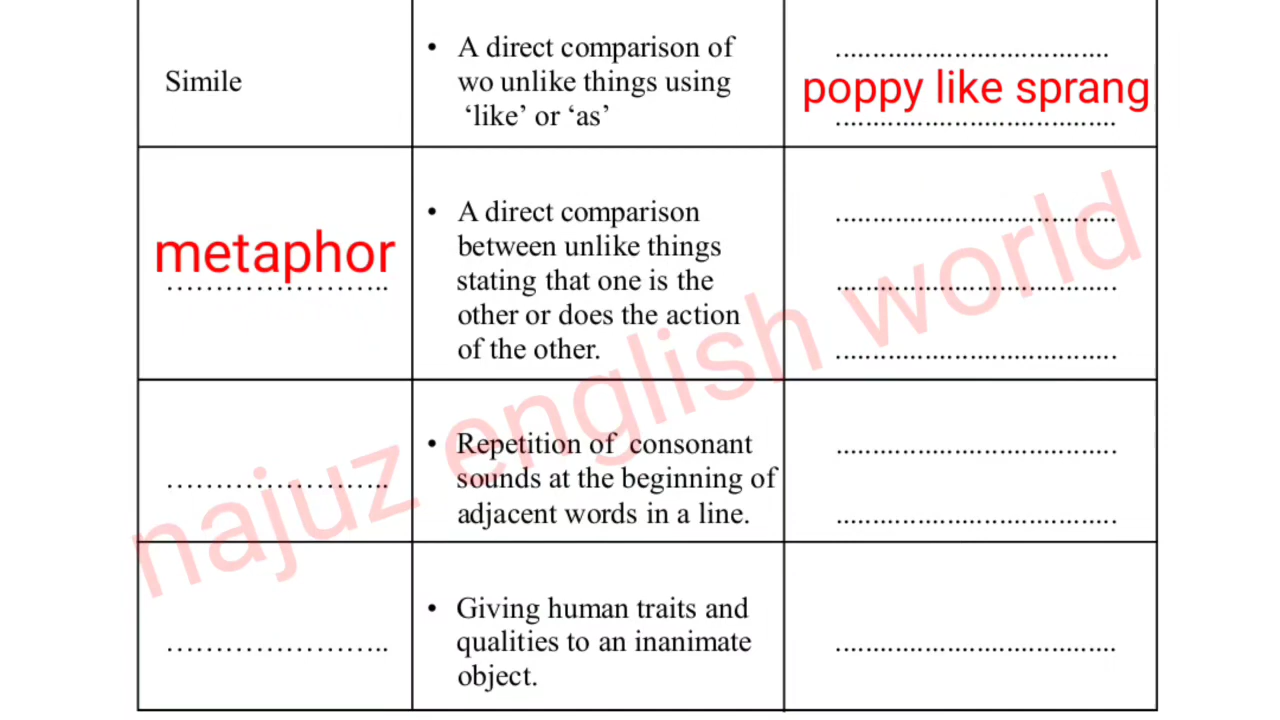 Simile
• A direct comparison of
wo unlike things using
‘like’ or ‘as’
....................................
poppy like sprang
.....................................
metaphor
……………………..
• A direct comparison
between unlike things
stating that one is the
other or does the action
of the other.
.....................................
.....................................
.....................................
……………………..
• Repetition of consonant
sounds at the beginning of
adjacent words in a line.
.....................................
.....................................
……………………..
• Giving human traits and
qualities to an inanimate
object.
.....................................
najuz english world